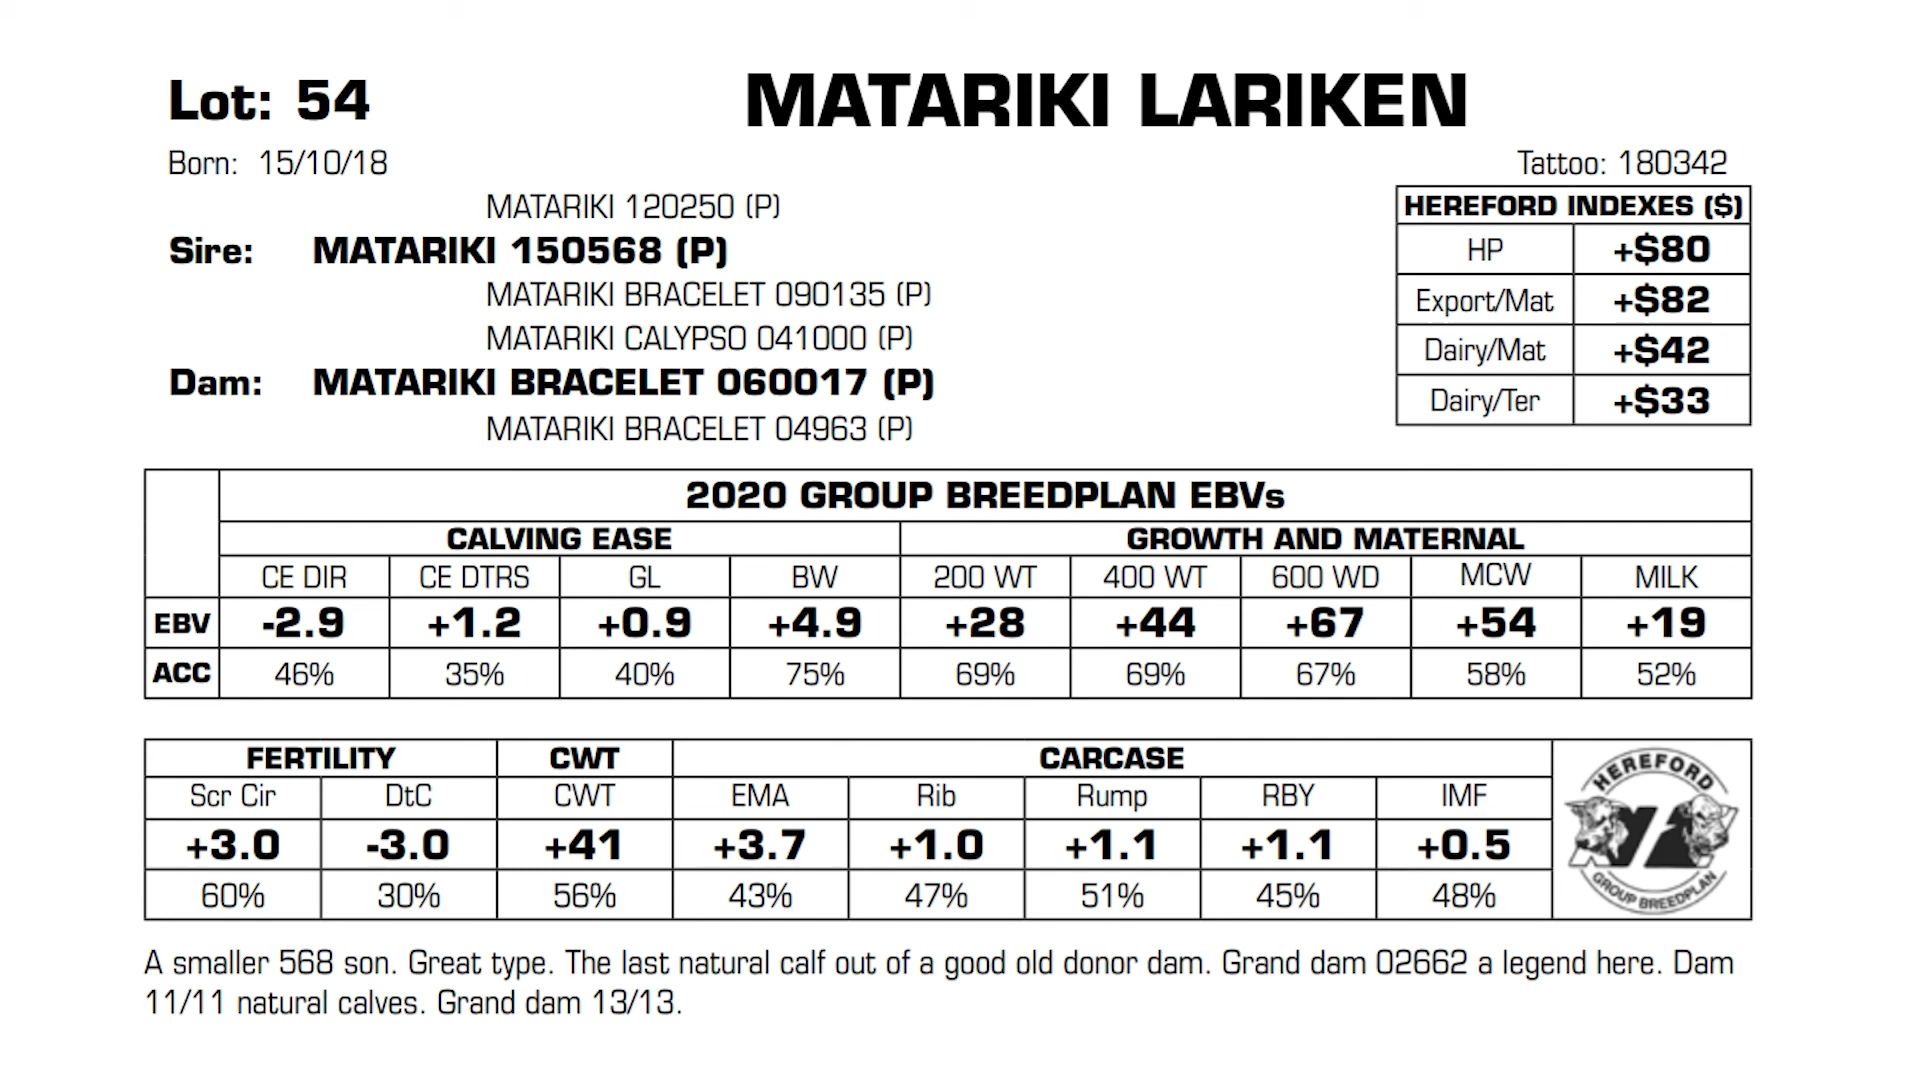 Lot: 54
MATARIKI LARIKEN
Born: 15/10/18
Tattoo: 180342
MATARIKI 120250 (P)
Sire: MATARIKI 150568 (P)
MATARIKI BRACELET 090135 (P)
MATARIKI CALYPSO 041000 (P)
Dam: MATARIKI BRACELET 060017 (P)
MATARIKI BRACELET 04963 (P)
HEREFORD INDEXES ($)
HP +$80
Export/Mat +$82
Dairy/Mat +$42
Dairy/Ter +$33
2020 GROUP BREEDPLAN EBVs
CALVING EASE GROWTH AND MATERNAL
CE DIR CE DTRS GL BW 200 WT 400 WT 600 WD MCW MILK
EBV -2.9 +1.2 +0.9 +4.9 +28 +44 +67 +54 +19
ACC 46% 35% 40% 75% 69% 69% 67% 58% 52%
FERTILITY CWT CARCASE
Scr Cir DtC CWT EMA Rib Rump RBY IMF
+3.0 -3.0 +41 +3.7 +1.0 +1.1 +1.1 +0.5
60% 30% 56% 43% 47% 51% 45% 48%
HEREFORD
GROUP BREEDPLAN
A smaller 568 son. Great type. The last natural calf out of a good old donor dam. Grand dam 02662 a legend here. Dam
11/11 natural calves. Grand dam 13/13.